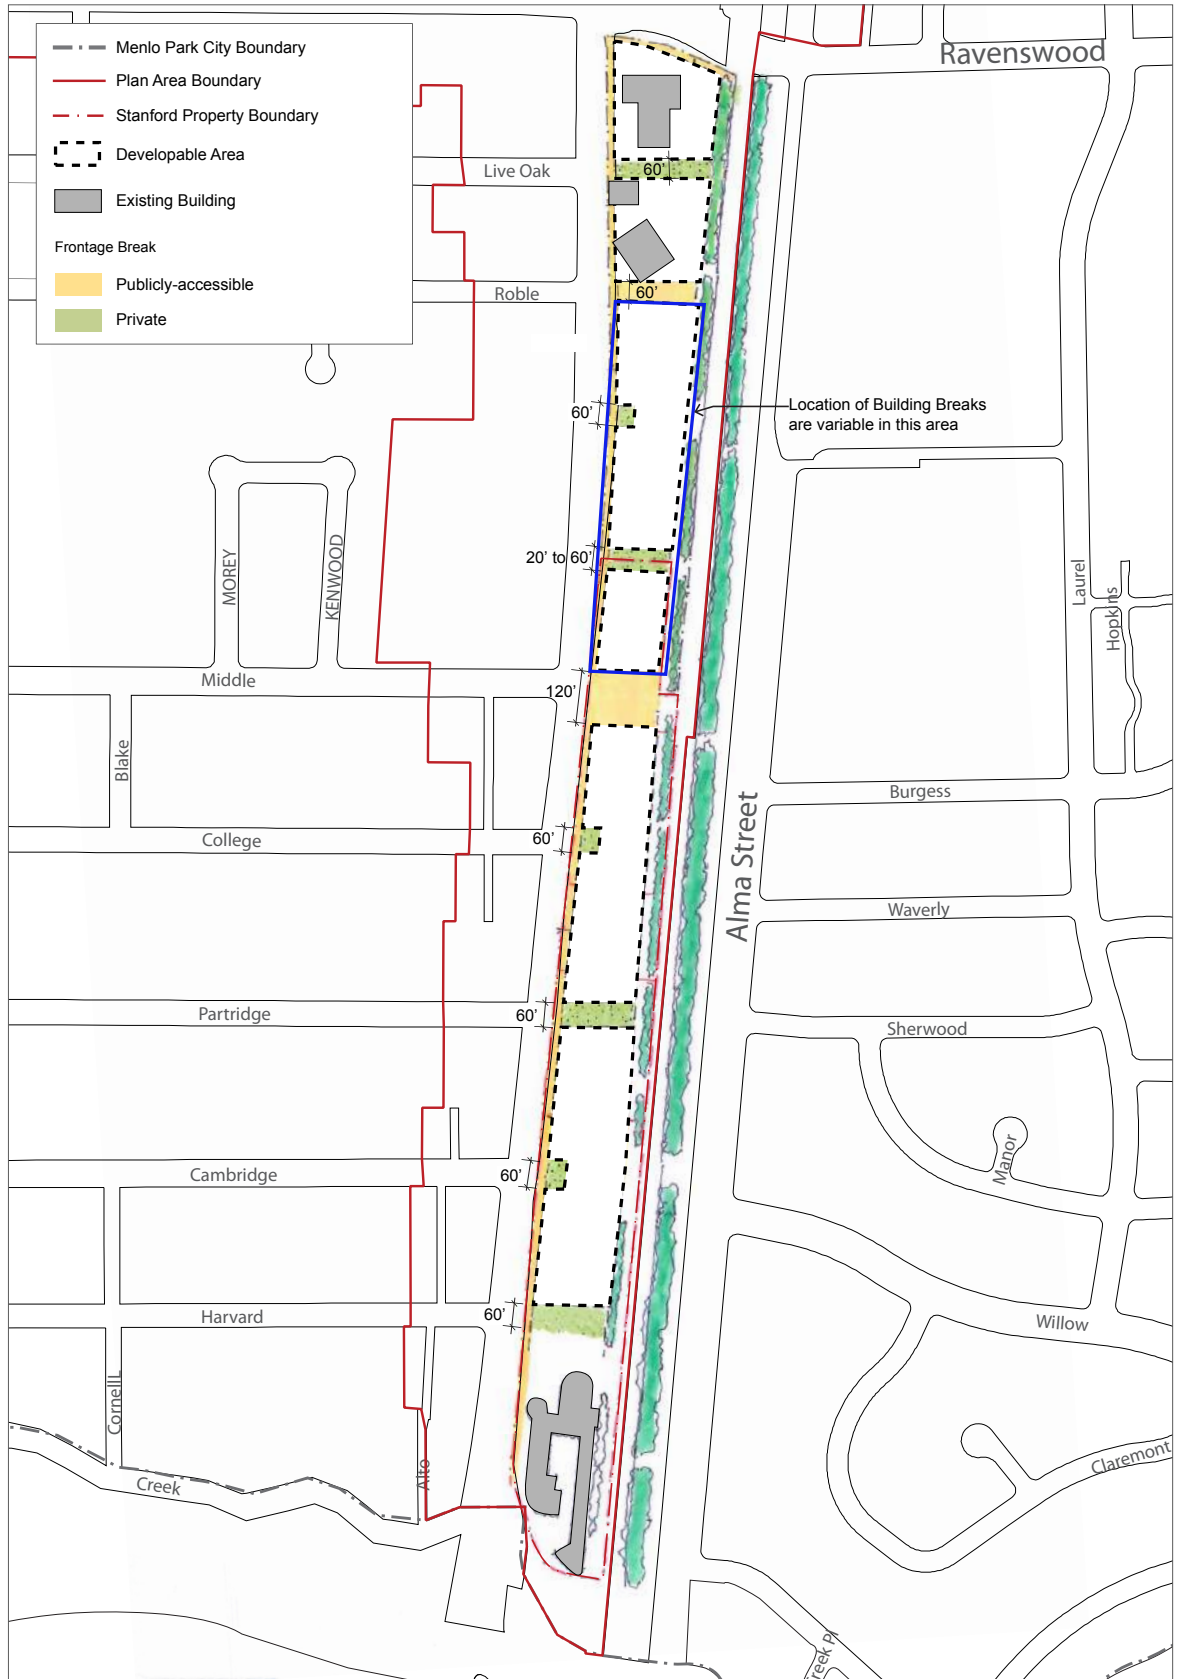 Menlo Park City Boundary
Plan Area Boundary
Stanford Property Boundary
Developable Area
Existing Building
Frontage Break
Publicly-accessible
Private
Ravenswood
Live Oak
60'
Roble
60'
60'
Location of Building Breaks
are variable in this area
20' to 60'
MOREY
KENWOOD
Laurel
Hopkins
Middle
120'
Blake
Burgess
College
60'
Alma Street
Waverly
Partridge
60'
Sherwood
Manor
Cambridge
60'
Harvard
60'
Willow
CornellL
Claremont
Creek
Alto
reek Pl